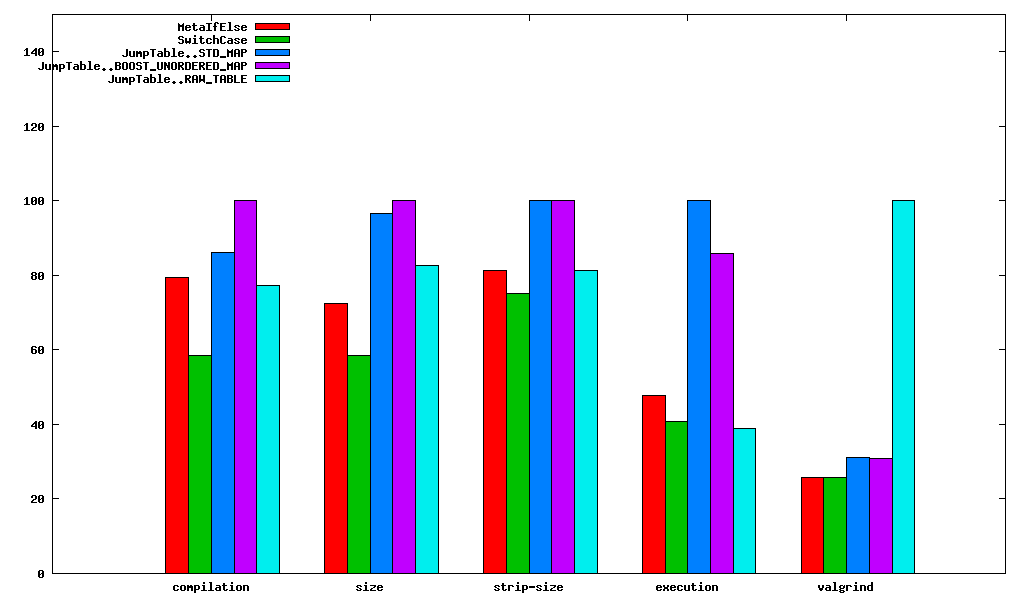 MetaIfElse
SwitchCase
140
JumpTable..STD_MAP
JumpTable..BOOST_UNORDERED_MAP
JumpTable..RAW_TABLE
120
100
80
60
40
20
0
compilation size strip-size execution valgrind